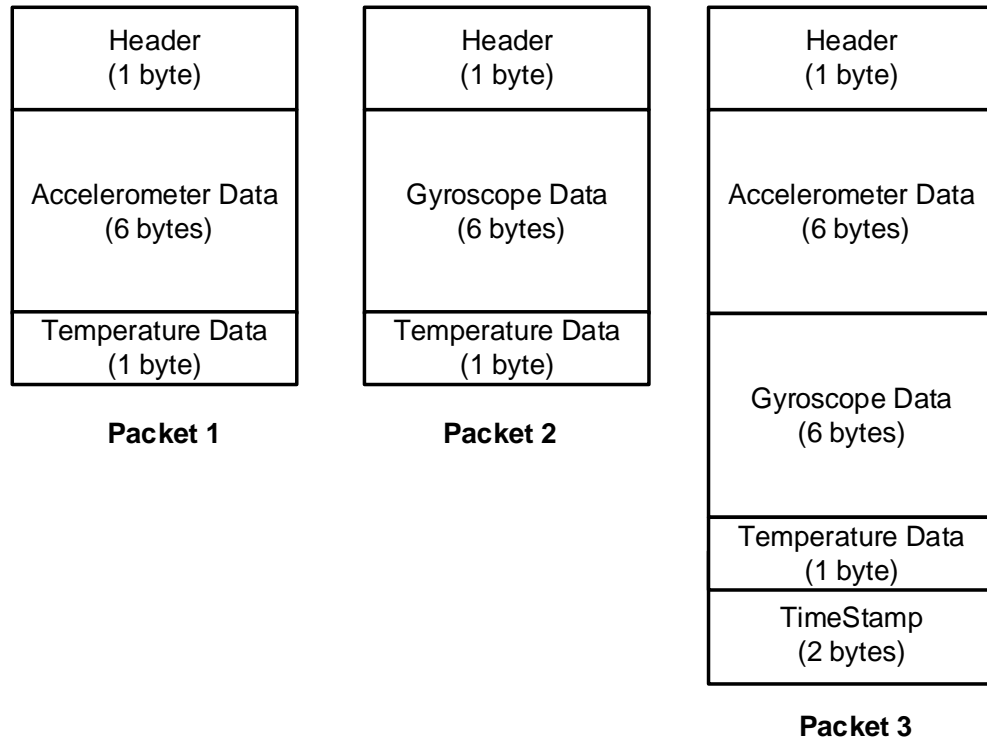 Header
(1 byte)
Accelerometer Data
(6 bytes)
Temperature Data
(1 byte)
Packet 1
Header
(1 byte)
Gyroscope Data
(6 bytes)
Temperature Data
(1 byte)
Packet 2
Header
(1 byte)
Accelerometer Data
(6 bytes)
Gyroscope Data
(6 bytes)
Temperature Data
(1 byte)
TimeStamp
(2 bytes)
Packet 3